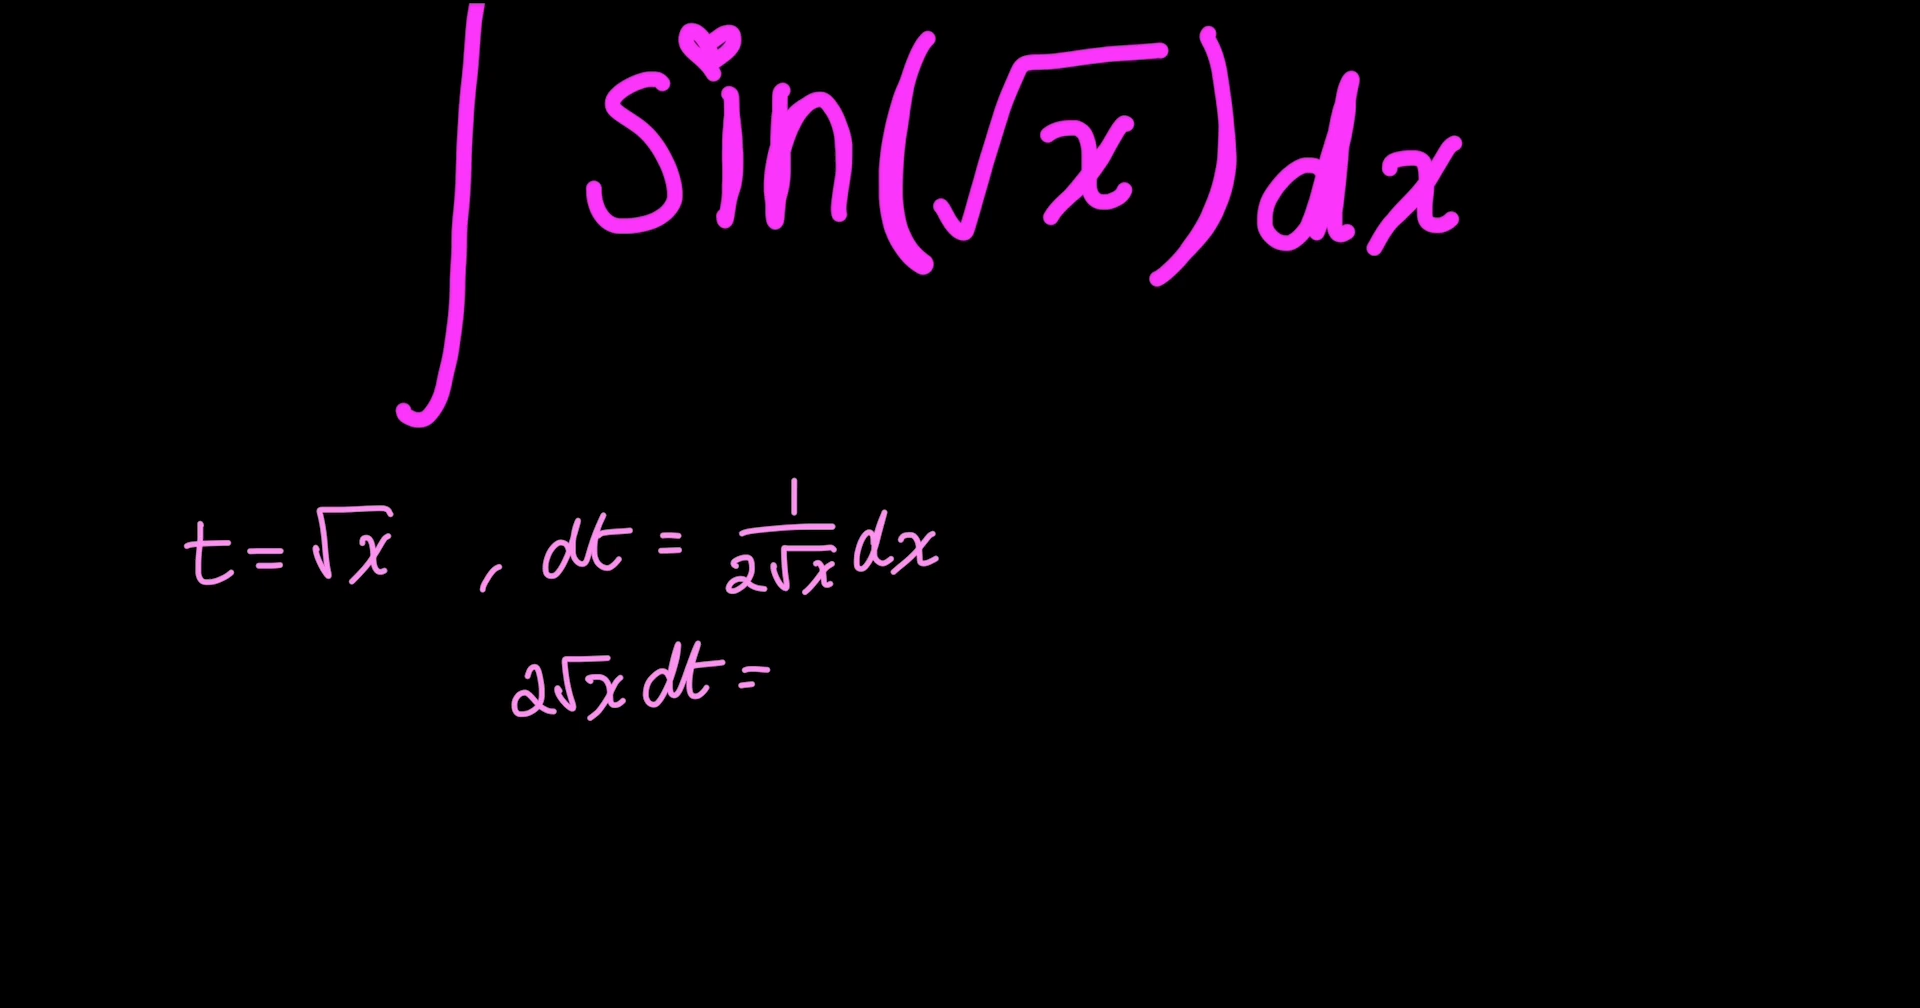 ∫ sin(√x) dx
t = √x , dt = 1/(2√x) dx
2√x dt =